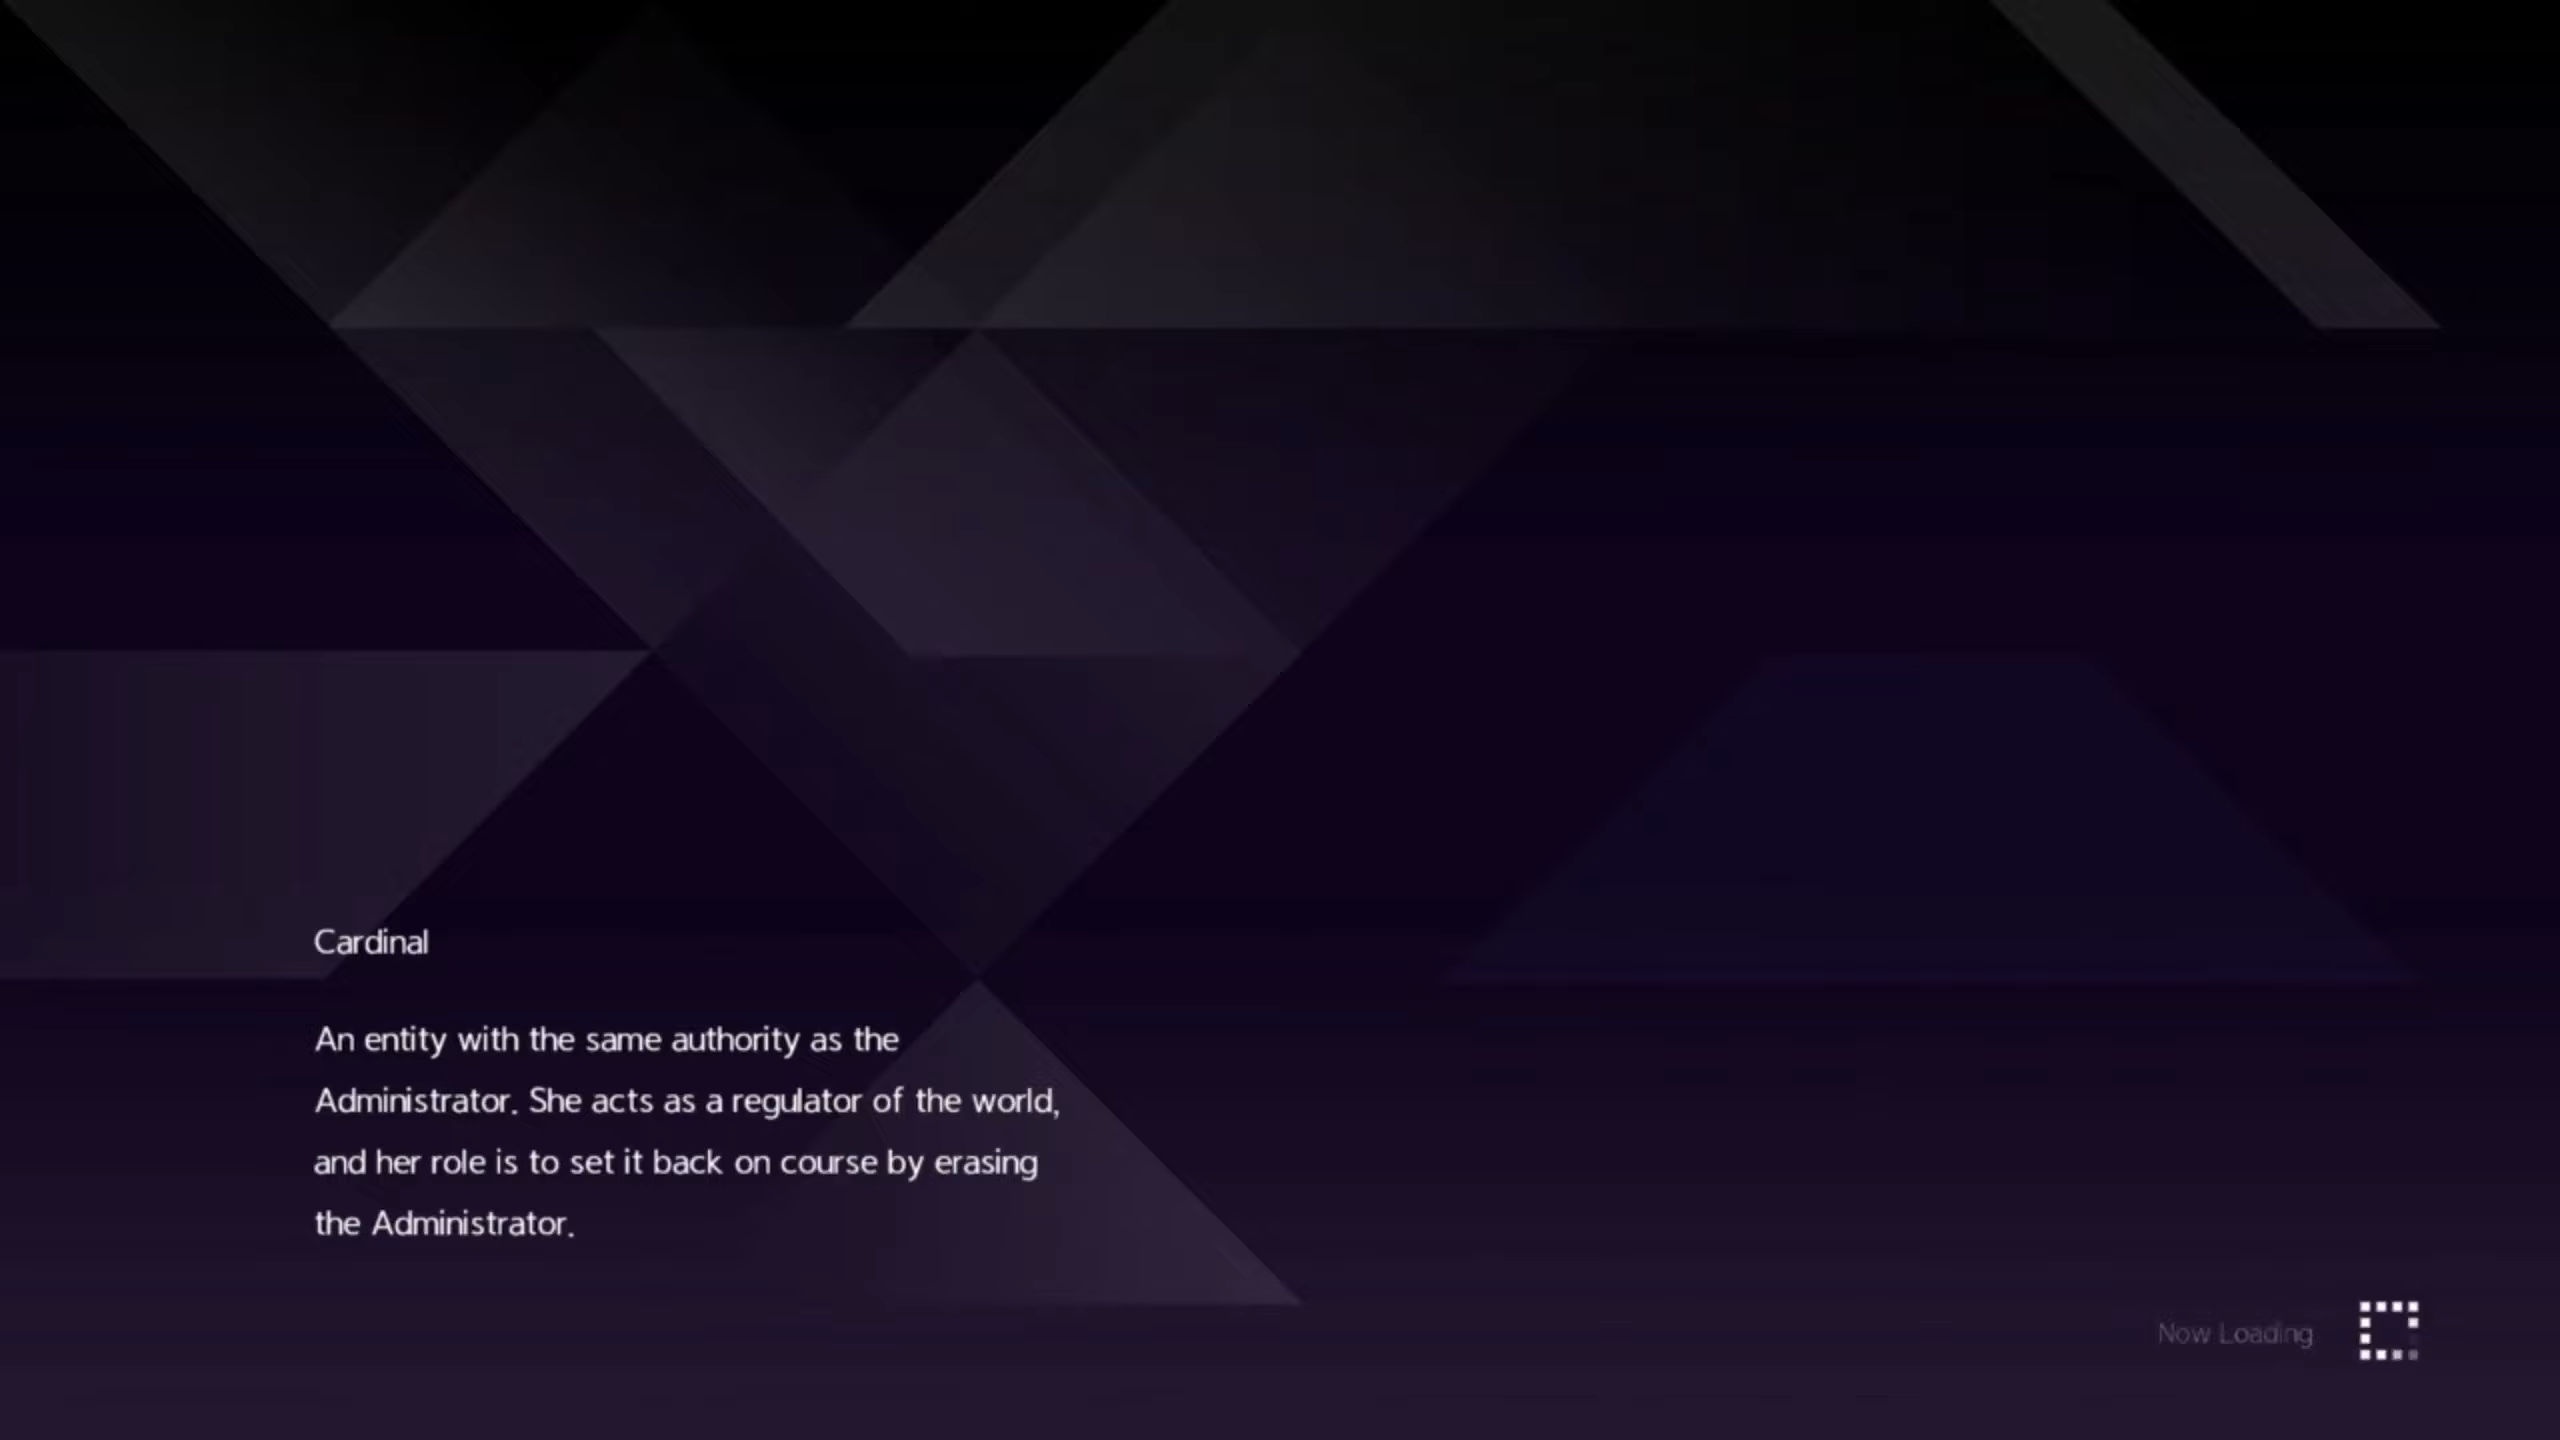 Cardinal
An entity with the same authority as the
Administrator. She acts as a regulator of the world,
and her role is to set it back on course by erasing
the Administrator.
Now Loading